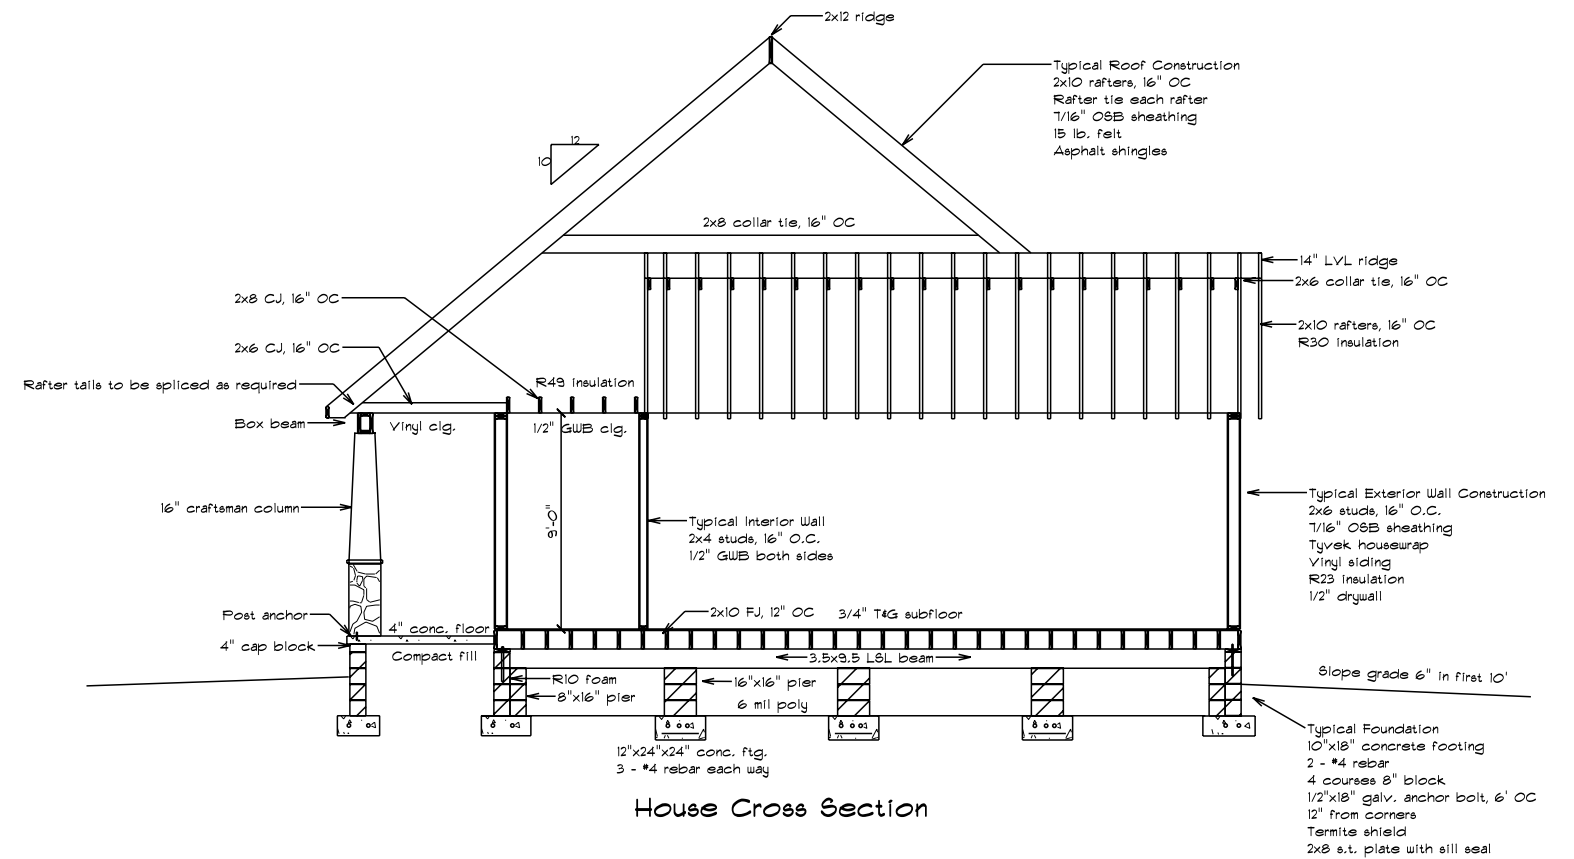 2x12 ridge
Typical Roof Construction
2x10 rafters, 16" OC
Rafter tie each rafter
7/16" OSB sheathing
15 lb. felt
Asphalt shingles
12
10
2x8 collar tie, 16" OC
14" LVL ridge
2x6 collar tie, 16" OC
2x10 rafters, 16" OC
R30 insulation
2x8 CJ, 16" OC
2x6 CJ, 16" OC
Rafter tails to be spliced as required
R49 insulation
Box beam
Vinyl clg.
1/2" GWB clg.
16" craftsman column
9'-0"
Typical Interior Wall
2x4 studs, 16" O.C.
1/2" GWB both sides
Typical Exterior Wall Construction
2x6 studs, 16" O.C.
7/16" OSB sheathing
Tyvek housewrap
Vinyl siding
R23 insulation
1/2" drywall
Post anchor
4" conc. floor
2x10 FJ, 12" OC
3/4" T&G subfloor
4" cap block
Compact fill
3.5x9.5 LSL beam
R10 foam
8"x16" pier
16"x16" pier
6 mil poly
Slope grade 6" in first 10'
12"x24"x24" conc. ftg.
3 - #4 rebar each way
Typical Foundation
10"x18" concrete footing
2 - #4 rebar
4 courses 8" block
1/2"x18" galv. anchor bolt, 6' OC
12" from corners
Termite shield
2x8 s.t. plate with sill seal
House Cross Section